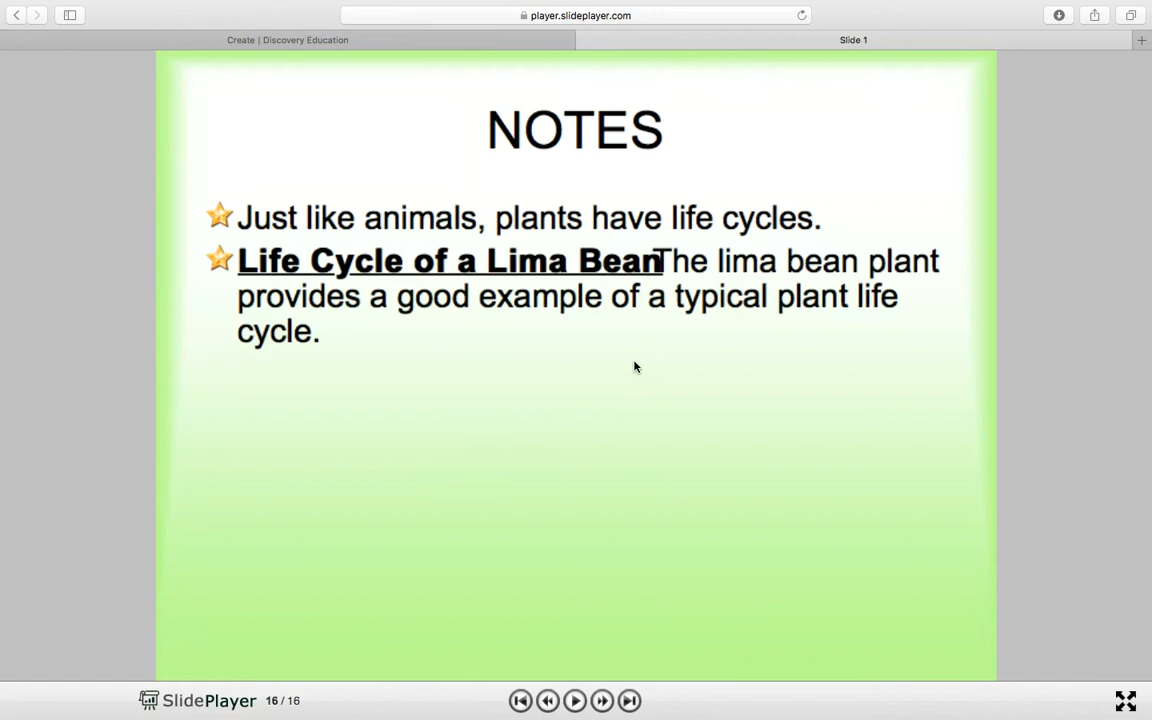 player.slideplayer.com
Create | Discovery Education
Slide 1
NOTES
Just like animals, plants have life cycles.
Life Cycle of a Lima BeanThe lima bean plant
provides a good example of a typical plant life
cycle.
SlidePlayer 16 / 16